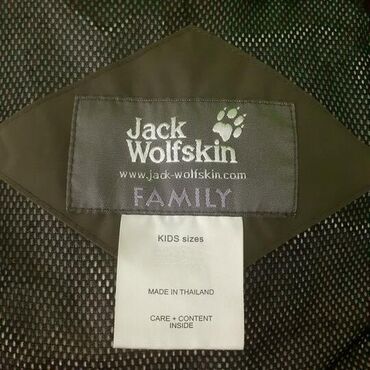 Jack
Wolfskin
www.jack-wolfskin.com
FAMILY
KIDS sizes
MADE IN THAILAND
CARE + CONTENT
INSIDE